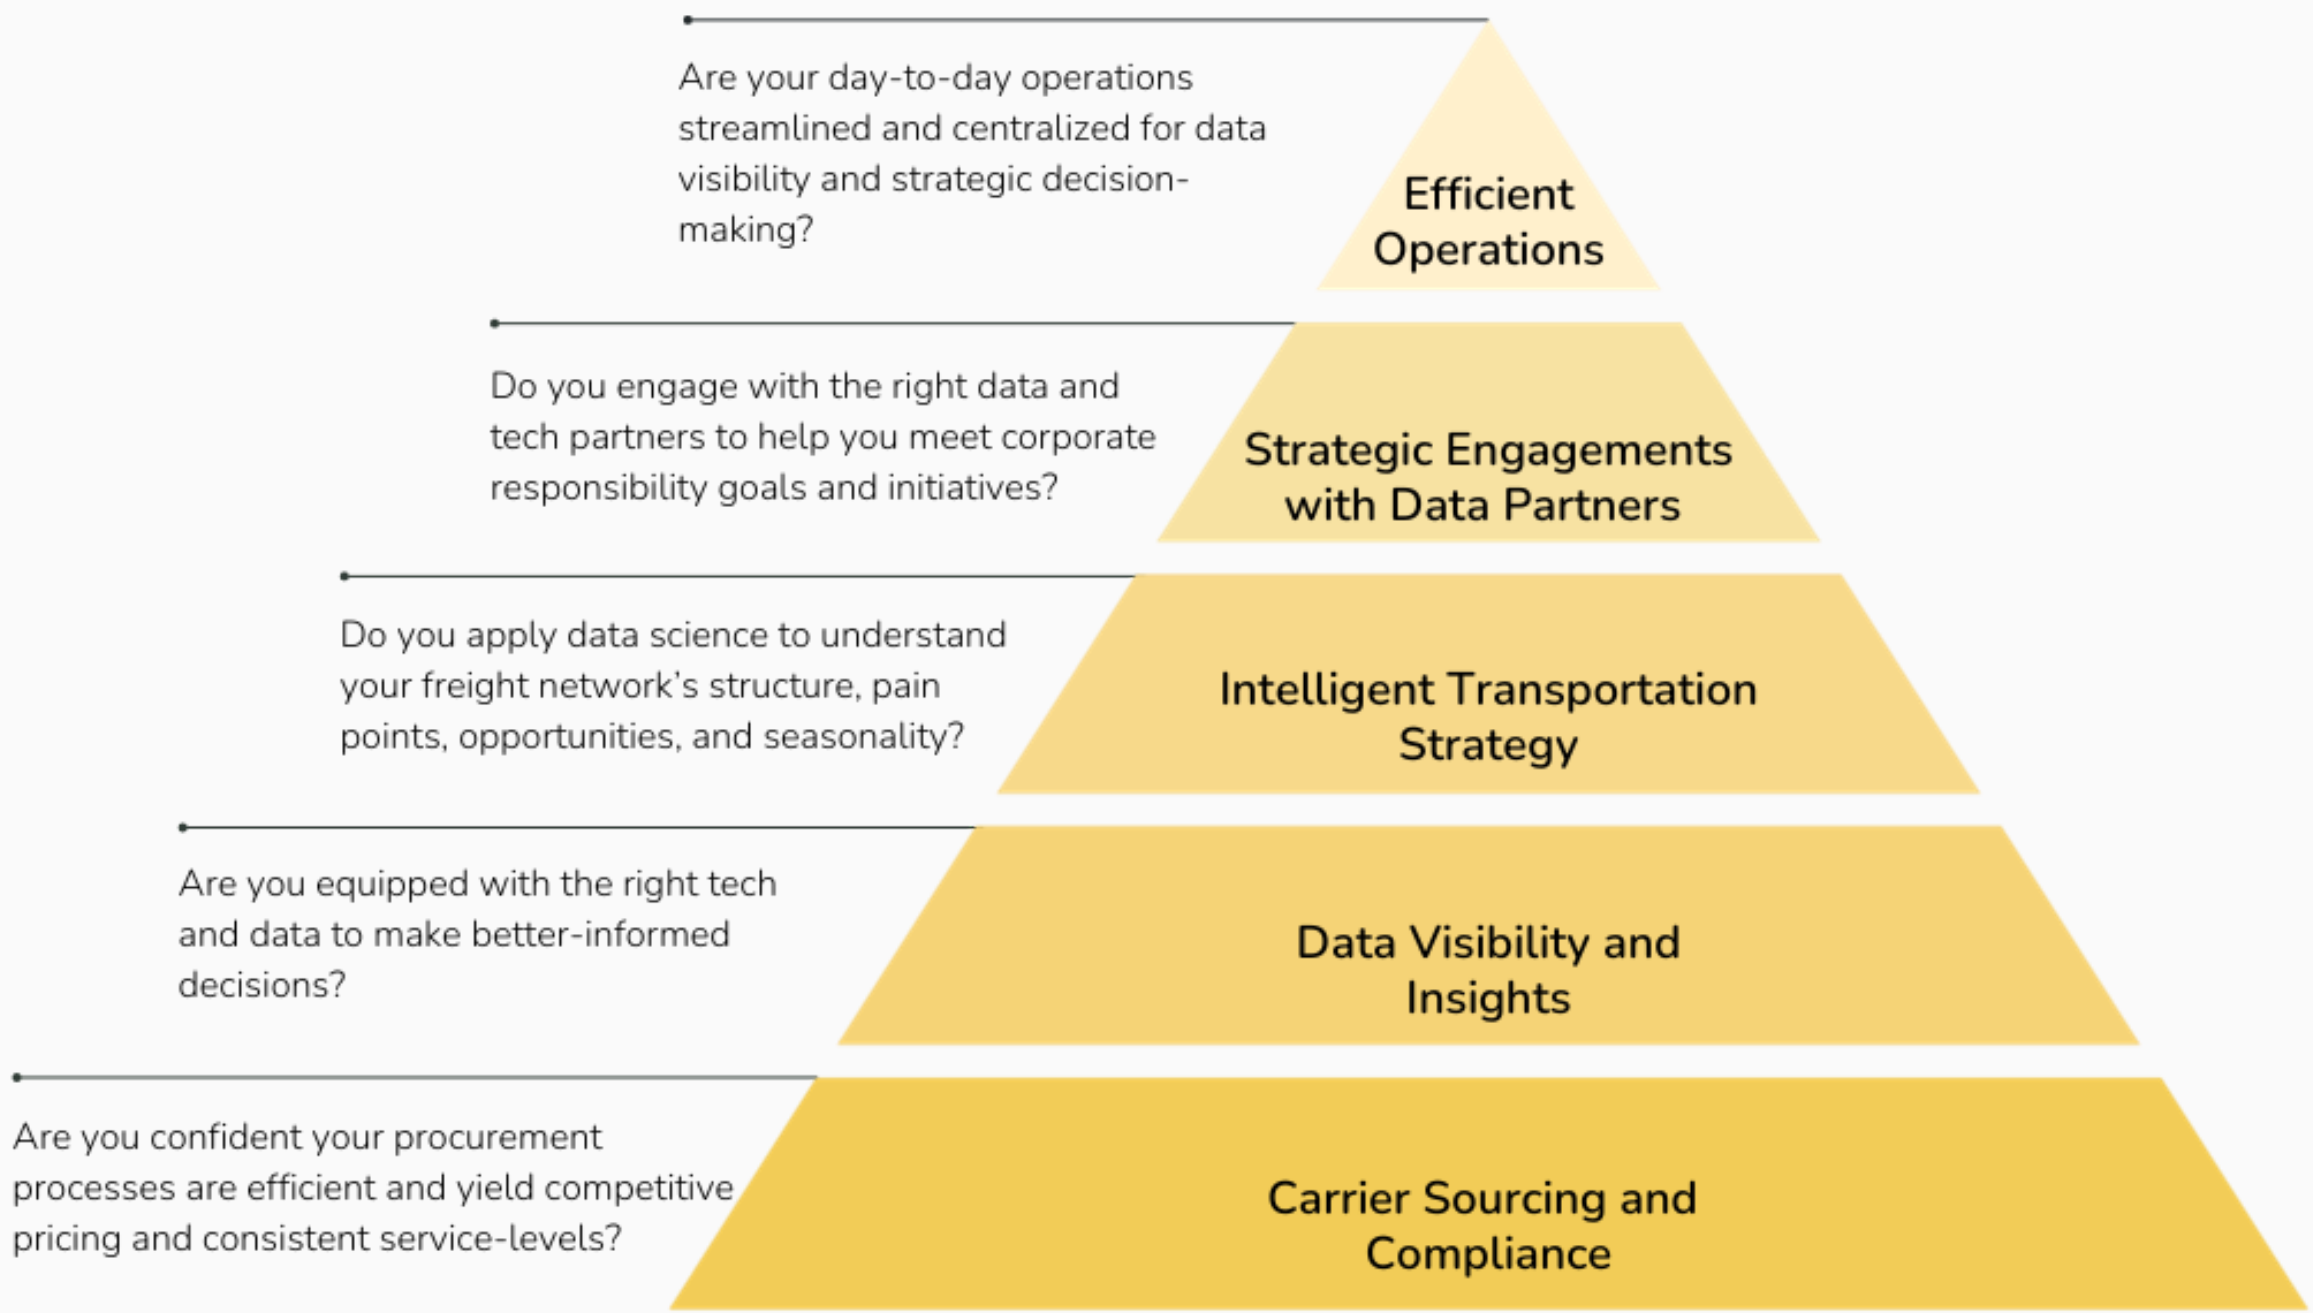 Are your day-to-day operations
streamlined and centralized for data
visibility and strategic decision-
making?
Efficient
Operations
Do you engage with the right data and
tech partners to help you meet corporate
responsibility goals and initiatives?
Strategic Engagements
with Data Partners
Do you apply data science to understand
your freight network’s structure, pain
points, opportunities, and seasonality?
Intelligent Transportation
Strategy
Are you equipped with the right tech
and data to make better-informed
decisions?
Data Visibility and
Insights
Are you confident your procurement
processes are efficient and yield competitive
pricing and consistent service-levels?
Carrier Sourcing and
Compliance